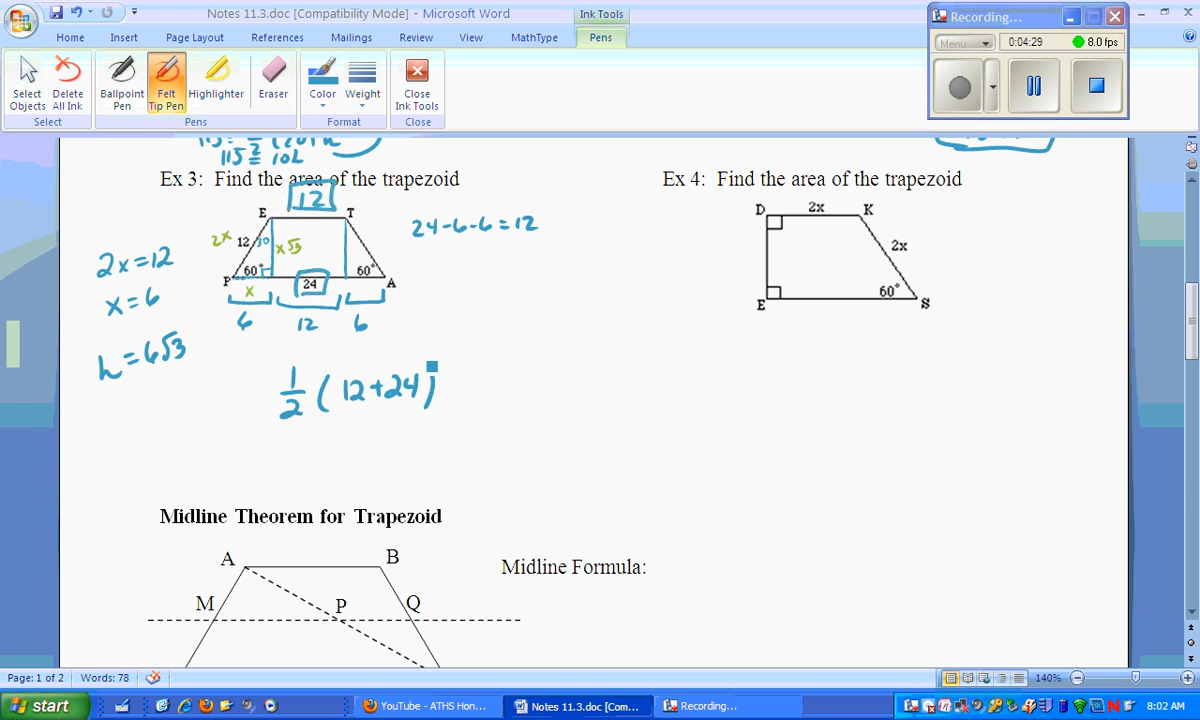 Notes 11.3.doc [Compatibility Mode] - Microsoft Word
Ink Tools
Recording...
Home Insert Page Layout References Mailings Review View MathType Pens
Menu 0:04:29 8.0 fps
Select Objects
Delete All Ink
Ballpoint Pen
Felt Tip Pen
Highlighter
Eraser
Color
Weight
Close Ink Tools
Select Pens Format Close
Ex 3: Find the area of the trapezoid
12
E T
2x 12 30 x√3
60° 60°
P x 24 A
6 12 6
24-6-6=12
2x=12
x=6
h=6√3
1/2 (12+24)
Ex 4: Find the area of the trapezoid
D 2x K
2x
60°
E S
Midline Theorem for Trapezoid
A B
Midline Formula:
M P Q
Page: 1 of 2 Words: 78 140%
start YouTube - ATHS Hon... Notes 11.3.doc [Com... Recording... 8:02 AM